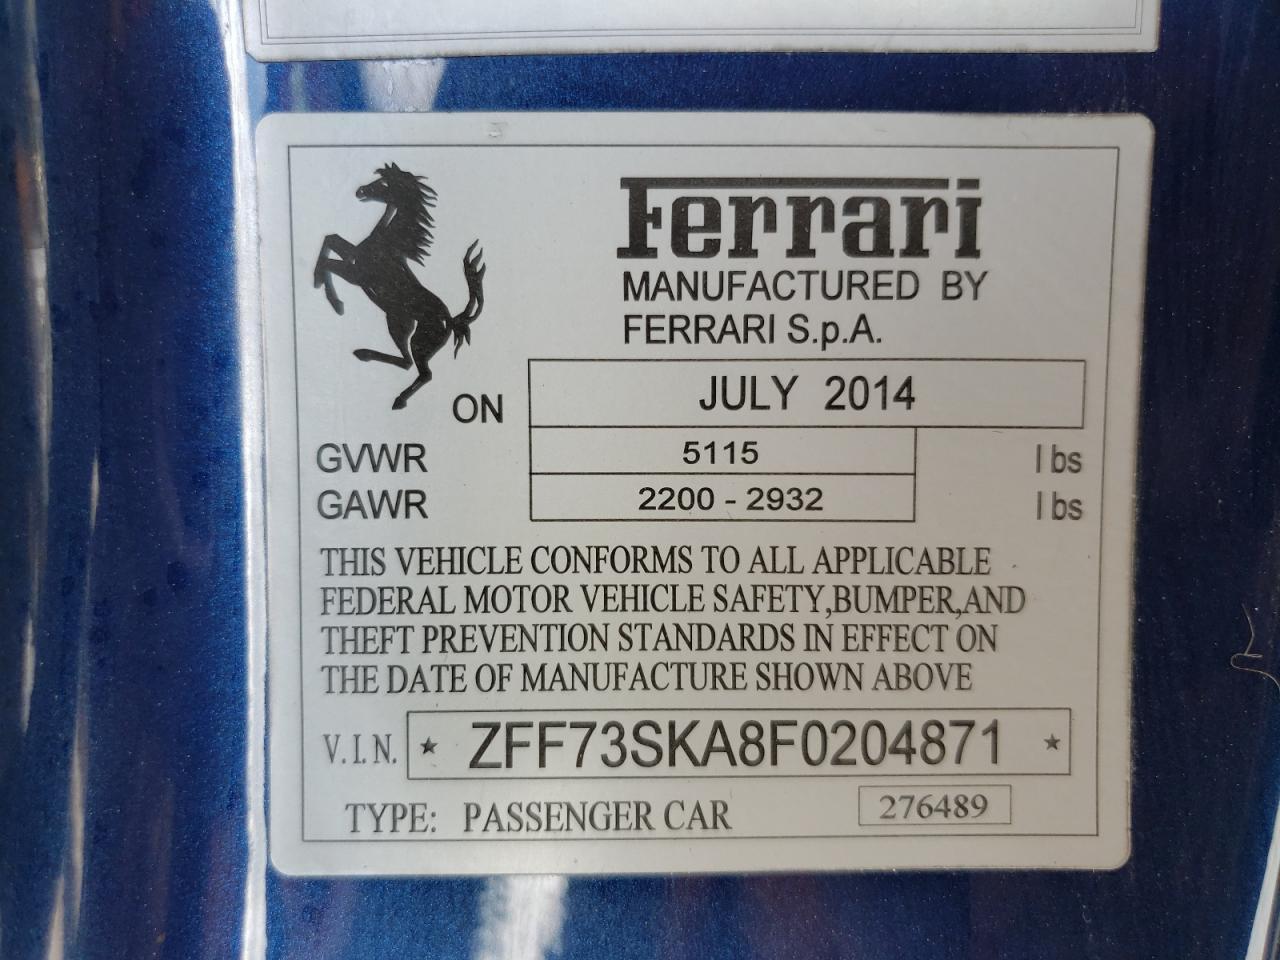 Ferrari
MANUFACTURED BY
FERRARI S.p.A.
ON JULY 2014
GVWR 5115 lbs
GAWR 2200 - 2932 lbs
THIS VEHICLE CONFORMS TO ALL APPLICABLE
FEDERAL MOTOR VEHICLE SAFETY,BUMPER,AND
THEFT PREVENTION STANDARDS IN EFFECT ON
THE DATE OF MANUFACTURE SHOWN ABOVE
V.I.N. ★ ZFF73SKA8F0204871 ★
TYPE: PASSENGER CAR 276489